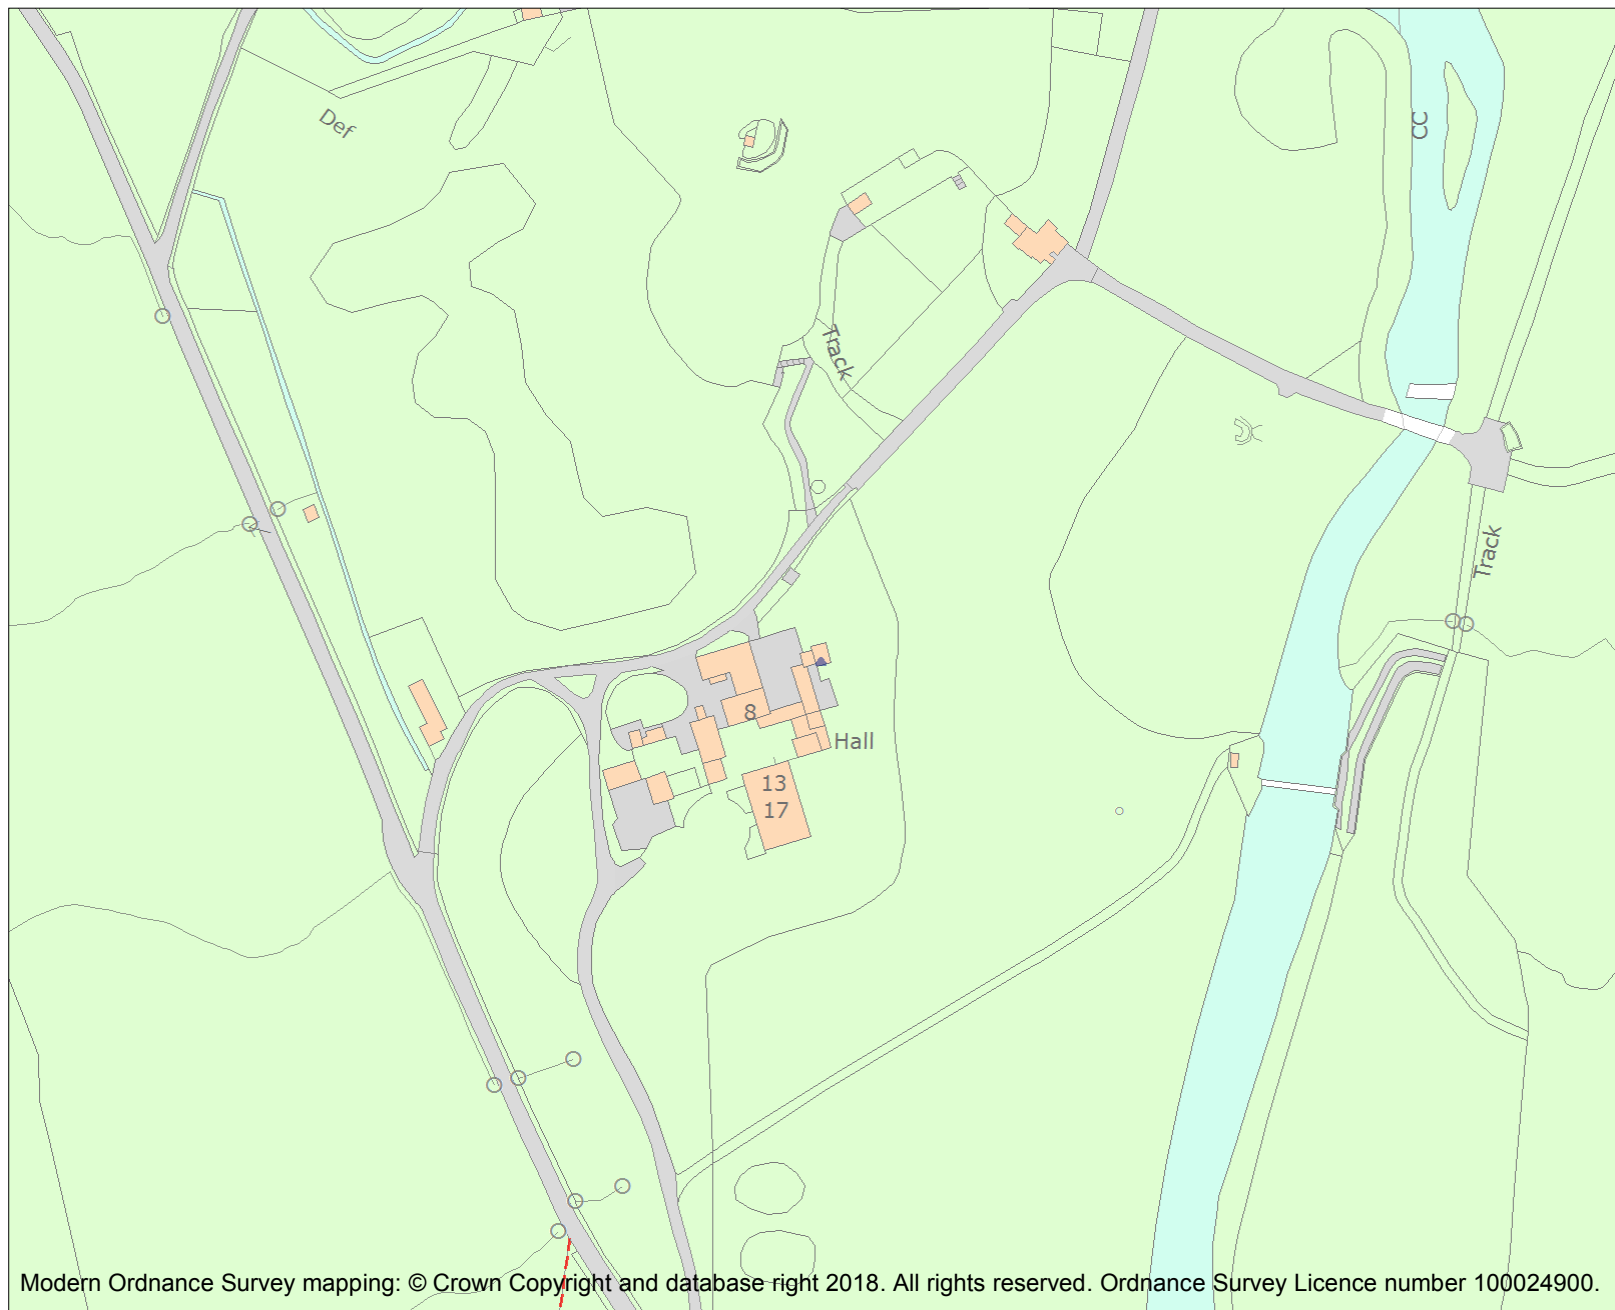 Def
CC
Track
Track
8
Hall
13
17
Modern Ordnance Survey mapping: © Crown Copyright and database right 2018. All rights reserved. Ordnance Survey Licence number 100024900.